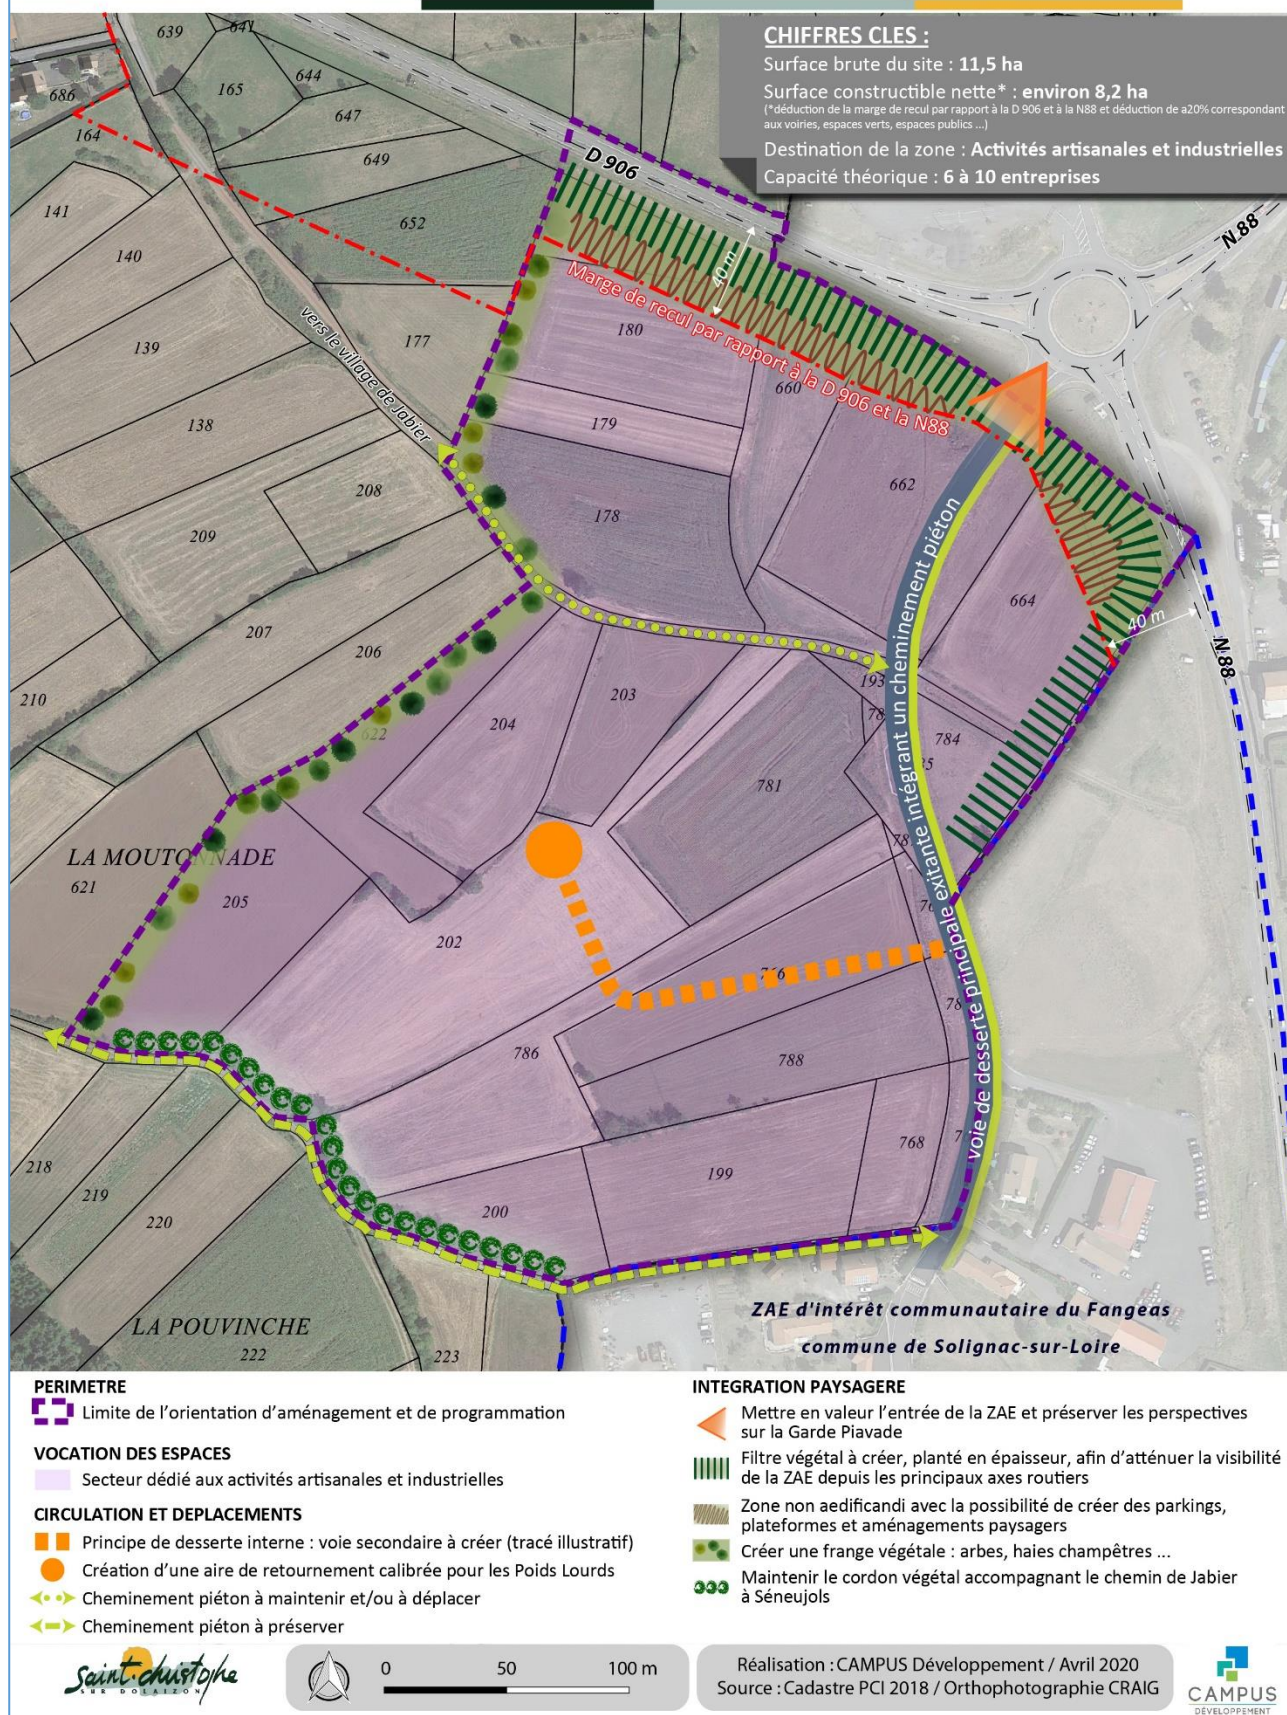 CHIFFRES CLES :
Surface brute du site : 11,5 ha
Surface constructible nette* : environ 8,2 ha
(*déduction de la marge de recul par rapport à la D 906 et à la N88 et déduction de a20% correspondant
aux voiries, espaces verts, espaces publics ...)
Destination de la zone : Activités artisanales et industrielles
Capacité théorique : 6 à 10 entreprises
639
641
165
644
647
686
164
649
652
141
140
139
177
138
208
209
207
206
210
D 906
N 88
40 m
Marge de recul par rapport à la D 906 et la N88
vers le village de Jabier
180
179
178
660
662
664
40 m
N 88
193
784
203
204
622
781
LA MOUTONNADE
621
205
202
766
786
788
768
199
200
voie de desserte principale exitante intégrant un cheminement piéton
218
219
220
LA POUVINCHE
222
223
ZAE d'intérêt communautaire du Fangeas
commune de Solignac-sur-Loire
PERIMETRE
Limite de l'orientation d'aménagement et de programmation
VOCATION DES ESPACES
Secteur dédié aux activités artisanales et industrielles
CIRCULATION ET DEPLACEMENTS
Principe de desserte interne : voie secondaire à créer (tracé illustratif)
Création d'une aire de retournement calibrée pour les Poids Lourds
Cheminement piéton à maintenir et/ou à déplacer
Cheminement piéton à préserver
INTEGRATION PAYSAGERE
Mettre en valeur l'entrée de la ZAE et préserver les perspectives
sur la Garde Piavade
Filtre végétal à créer, planté en épaisseur, afin d'atténuer la visibilité
de la ZAE depuis les principaux axes routiers
Zone non aedificandi avec la possibilité de créer des parkings,
plateformes et aménagements paysagers
Créer une frange végétale : arbes, haies champêtres ...
Maintenir le cordon végétal accompagnant le chemin de Jabier
à Séneujols
Saint-christophe
SUR DOLAIZON
0 50 100 m
Réalisation : CAMPUS Développement / Avril 2020
Source : Cadastre PCI 2018 / Orthophotographie CRAIG
CAMPUS
DÉVELOPPEMENT